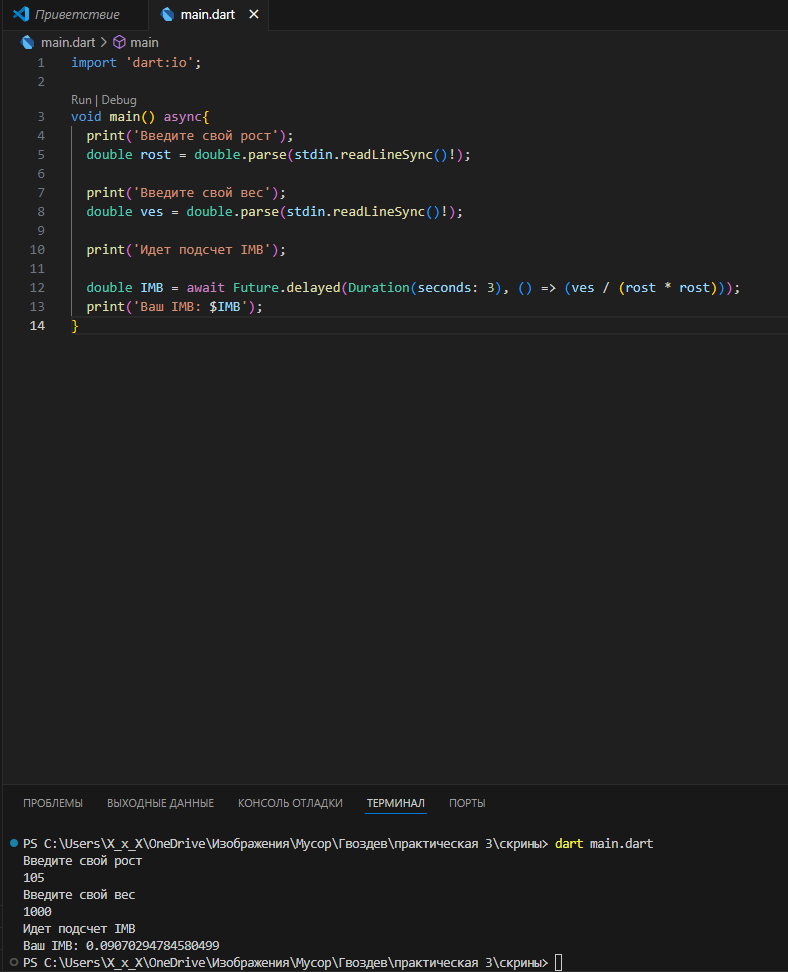 Приветствие
main.dart
main.dart > main
1 import 'dart:io';
2
Run | Debug
3 void main() async{
4 print('Введите свой рост');
5 double rost = double.parse(stdin.readLineSync()!);
6
7 print('Введите свой вес');
8 double ves = double.parse(stdin.readLineSync()!);
9
10 print('Идет подсчет IMB');
11
12 double IMB = await Future.delayed(Duration(seconds: 3), () => (ves / (rost * rost)));
13 print('Ваш IMB: $IMB');
14 }
ПРОБЛЕМЫ ВЫХОДНЫЕ ДАННЫЕ КОНСОЛЬ ОТЛАДКИ ТЕРМИНАЛ ПОРТЫ
PS C:\Users\X_x_X\OneDrive\Изображения\Мусор\Гвоздев\практическая 3\скрины> dart main.dart
Введите свой рост
105
Введите свой вес
1000
Идет подсчет IMB
Ваш IMB: 0.09070294784580499
PS C:\Users\X_x_X\OneDrive\Изображения\Мусор\Гвоздев\практическая 3\скрины>